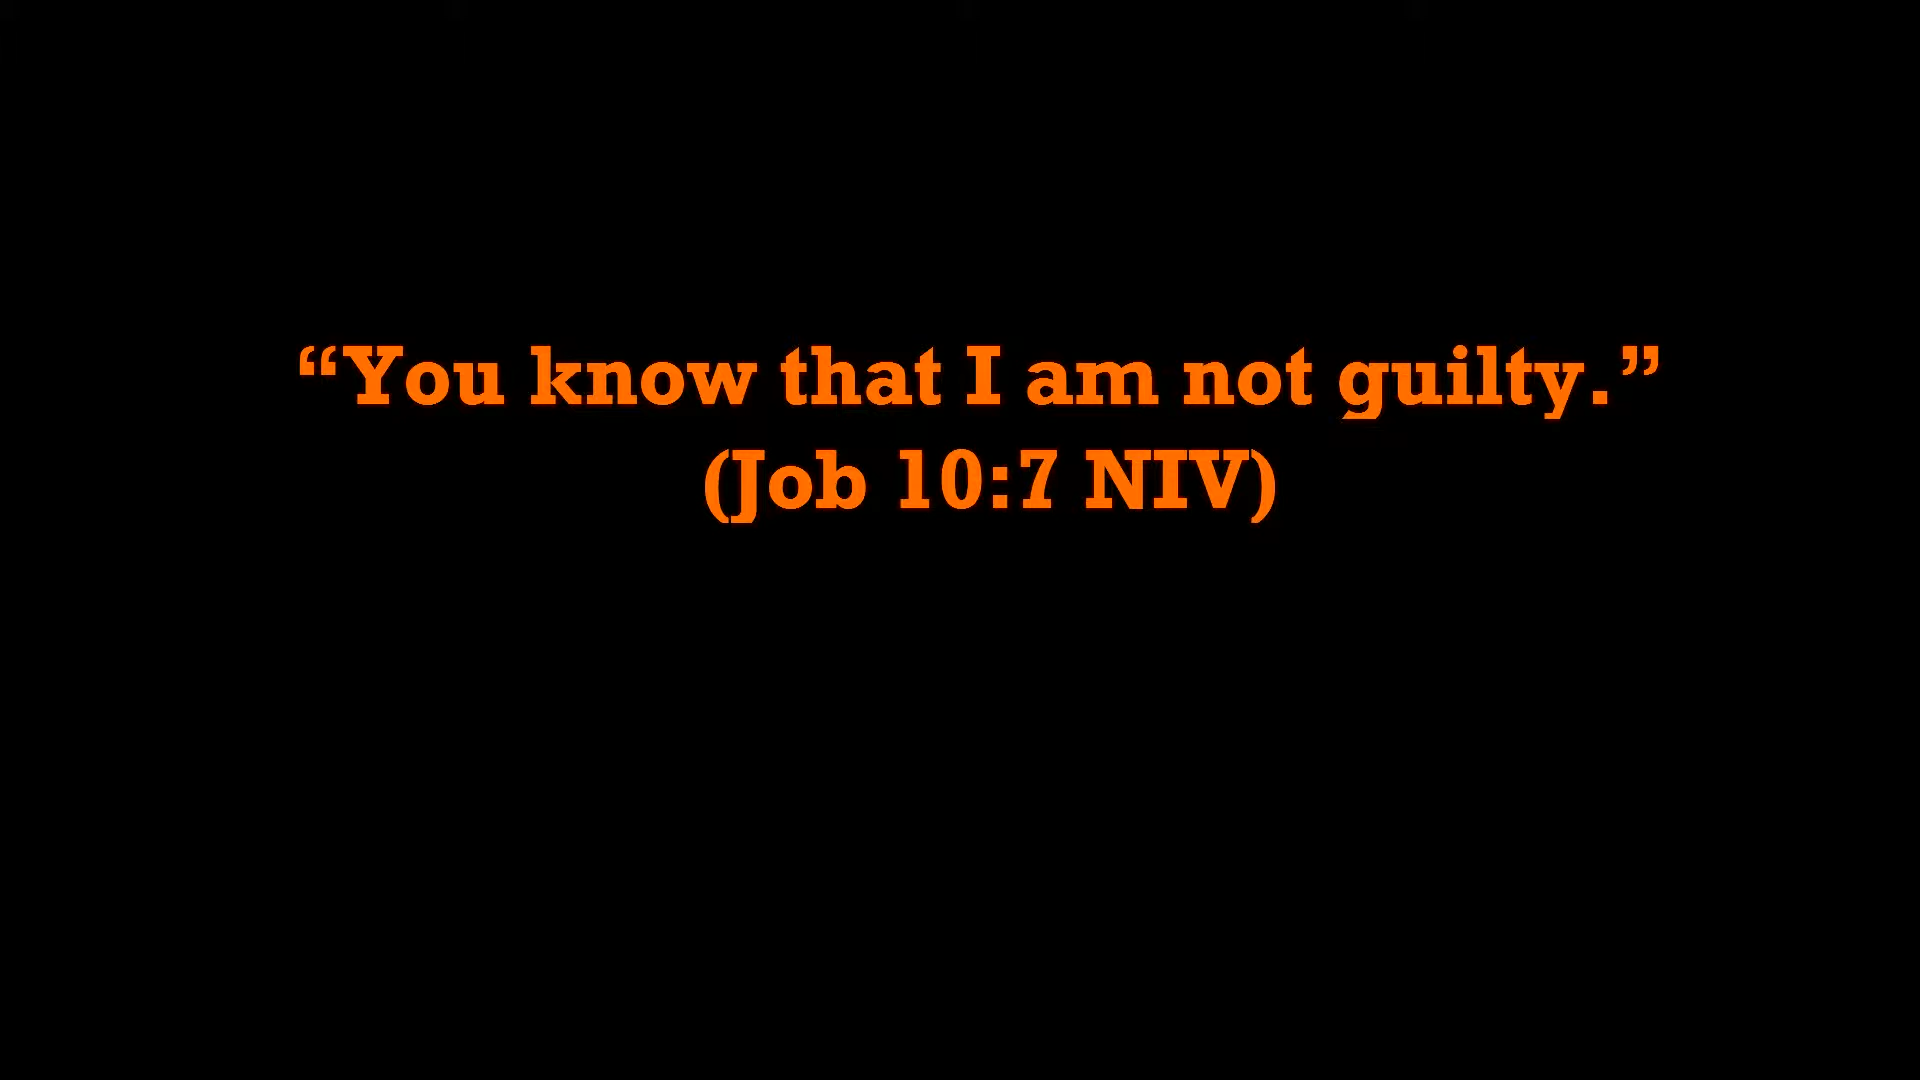 “You know that I am not guilty.”
(Job 10:7 NIV)